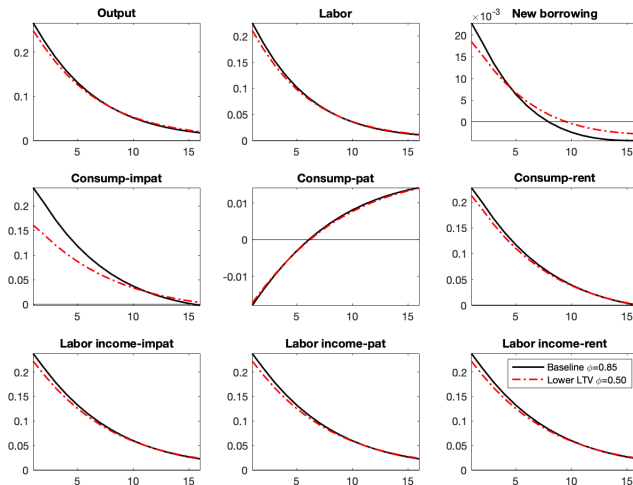 Output
0.2
0.1
0
5 10 15
Labor
0.2
0.15
0.1
0.05
0
5 10 15
New borrowing
×10⁻³
20
15
10
5
0
5 10 15
Consump-impat
0.2
0.15
0.1
0.05
0
5 10 15
Consump-pat
0.01
0
-0.01
5 10 15
Consump-rent
0.2
0.15
0.1
0.05
0
5 10 15
Labor income-impat
0.2
0.15
0.1
0.05
0
5 10 15
Labor income-pat
0.2
0.15
0.1
0.05
0
5 10 15
Labor income-rent
Baseline ϕ=0.85
Lower LTV ϕ=0.50
0.2
0.15
0.1
0.05
0
5 10 15